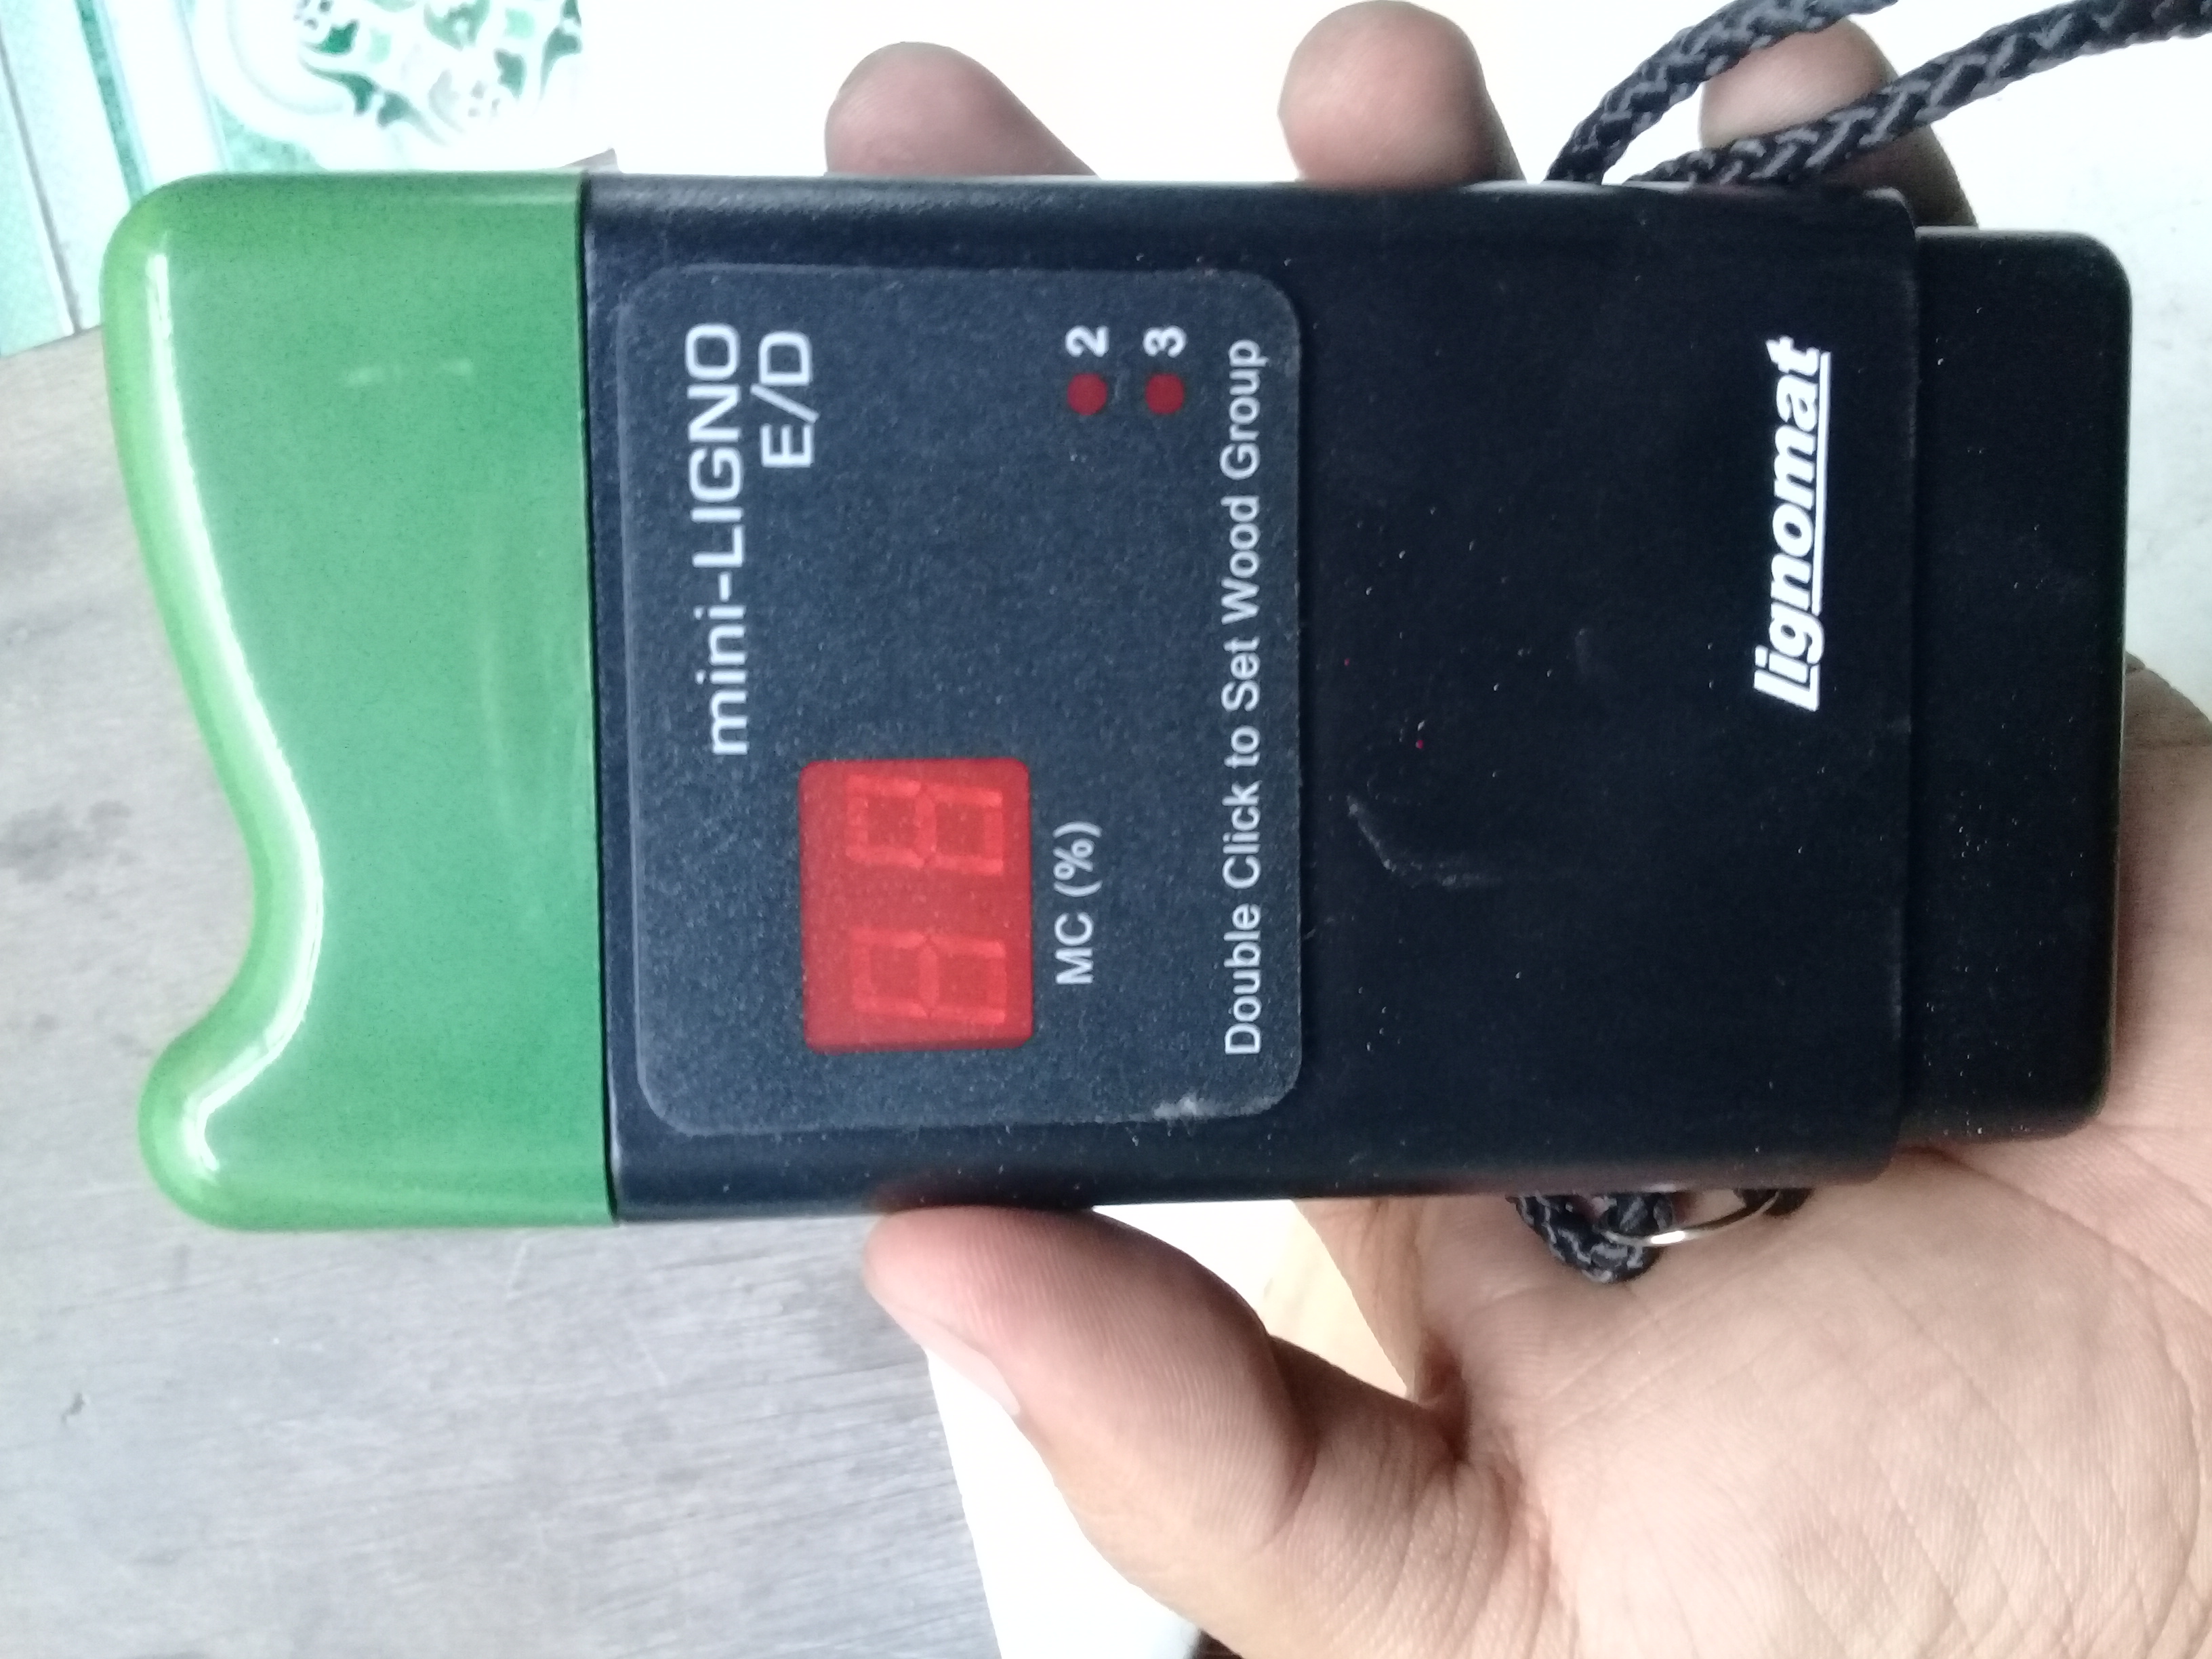 mini-LIGNO
E/D
2
3
MC (%)
Double Click to Set Wood Group
Lignomat